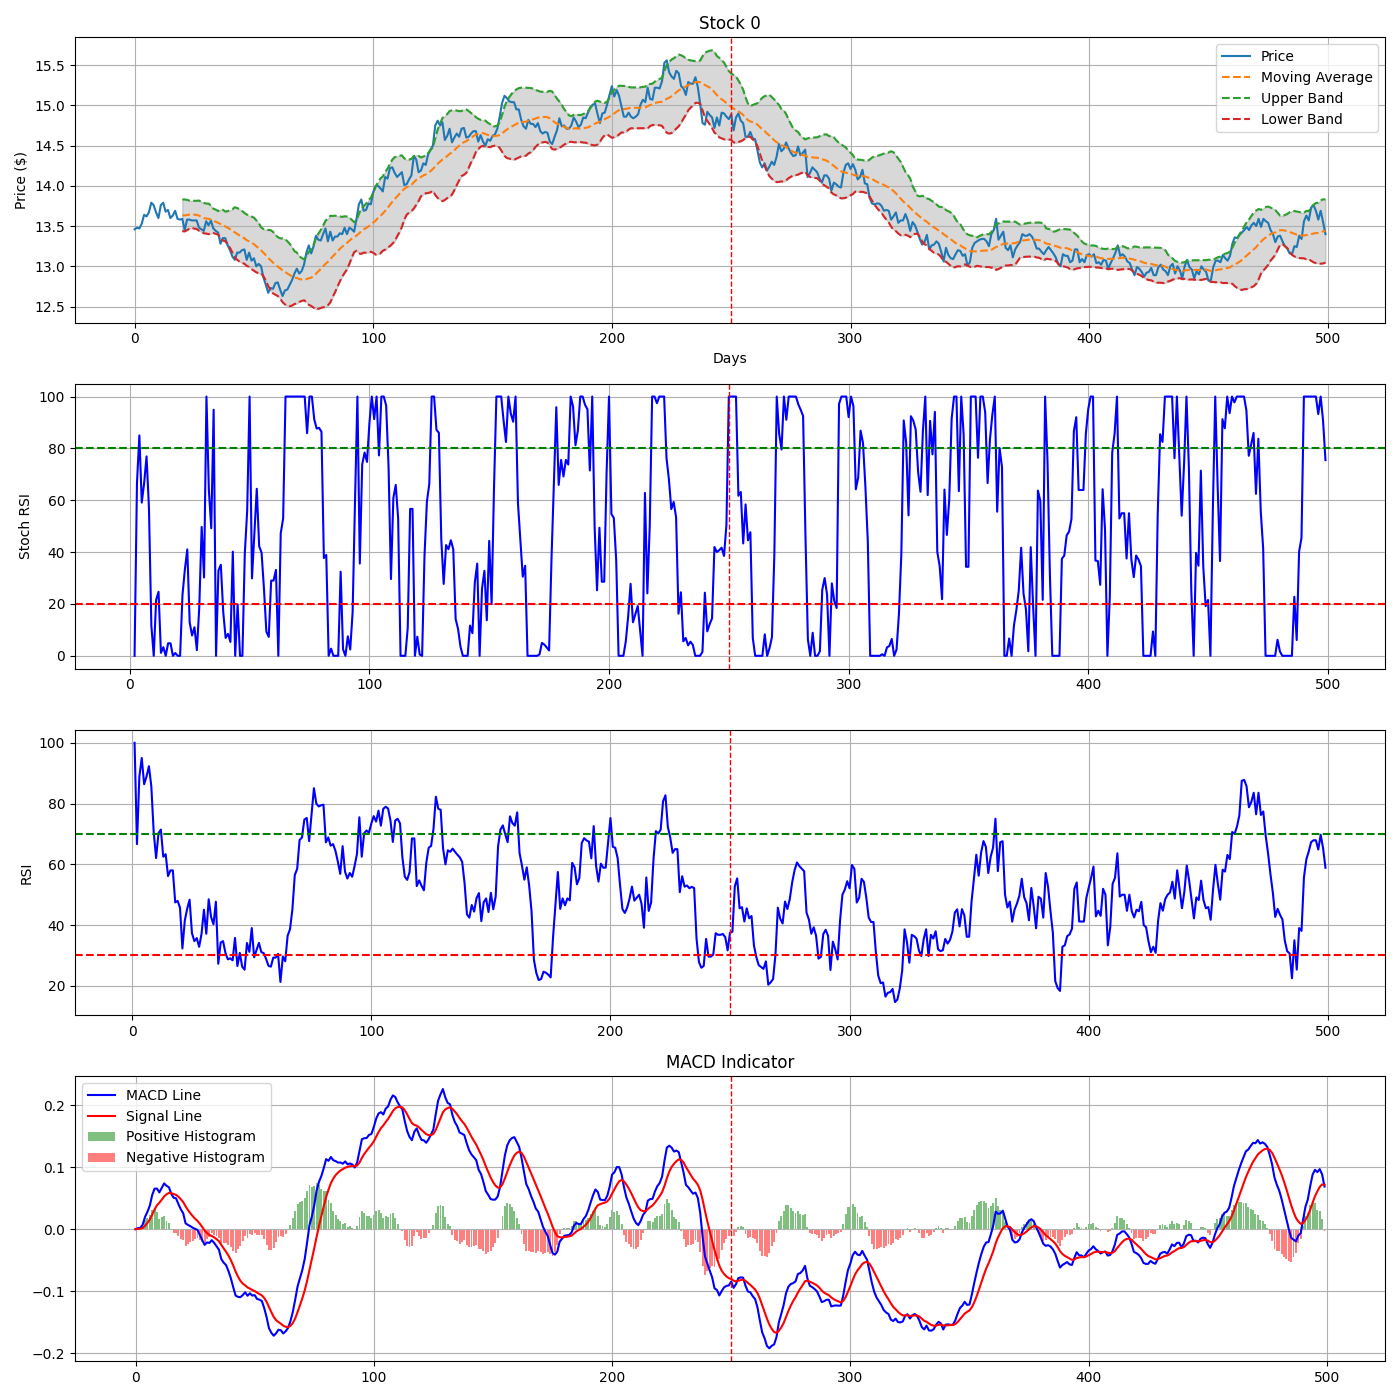 Stock 0
15.5
15.0
14.5
14.0
13.5
13.0
12.5
Price ($)
Price
Moving Average
Upper Band
Lower Band
0 100 200 300 400 500
Days
100
80
60
40
20
0
Stoch RSI
0 100 200 300 400 500
100
80
60
40
20
RSI
0 100 200 300 400 500
MACD Indicator
0.2
0.1
0.0
−0.1
−0.2
MACD Line
Signal Line
Positive Histogram
Negative Histogram
0 100 200 300 400 500